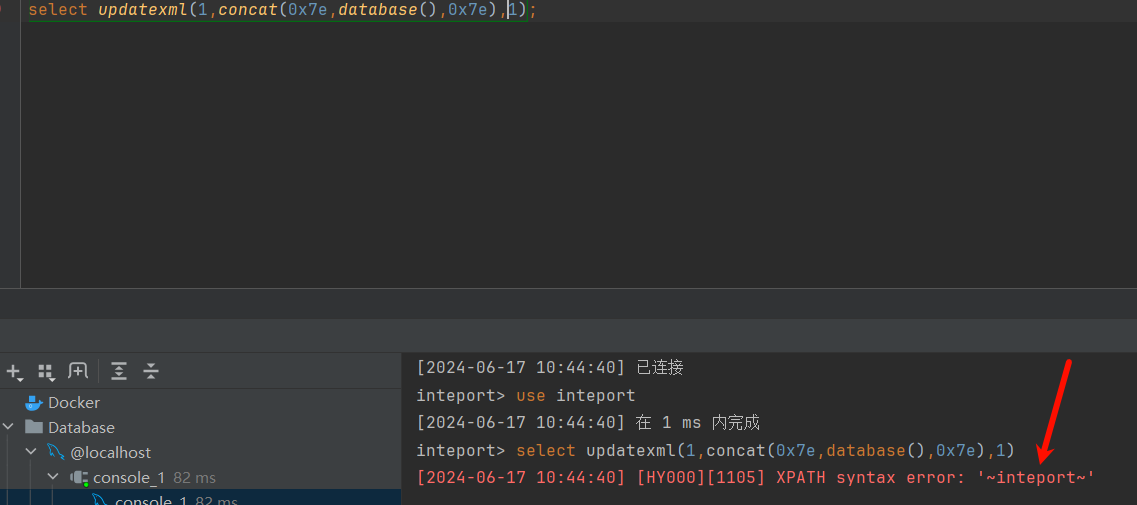 select updatexml(1,concat(0x7e,database(),0x7e),1);
[2024-06-17 10:44:40] 已连接
inteport> use inteport
[2024-06-17 10:44:40] 在 1 ms 内完成
inteport> select updatexml(1,concat(0x7e,database(),0x7e),1)
[2024-06-17 10:44:40] [HY000][1105] XPATH syntax error: '~inteport~'
Docker
Database
@localhost
console_1 82 ms
console_1 82 ms